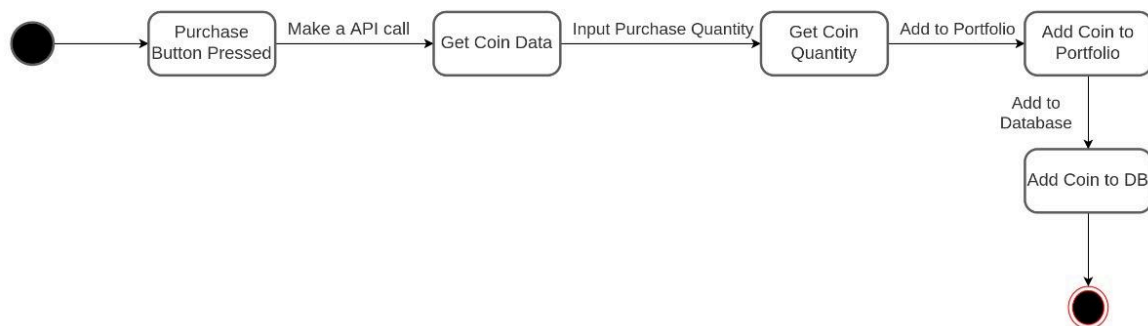 Purchase
Button Pressed
Make a API call
Get Coin Data
Input Purchase Quantity
Get Coin
Quantity
Add to Portfolio
Add Coin to
Portfolio
Add to
Database
Add Coin to DB